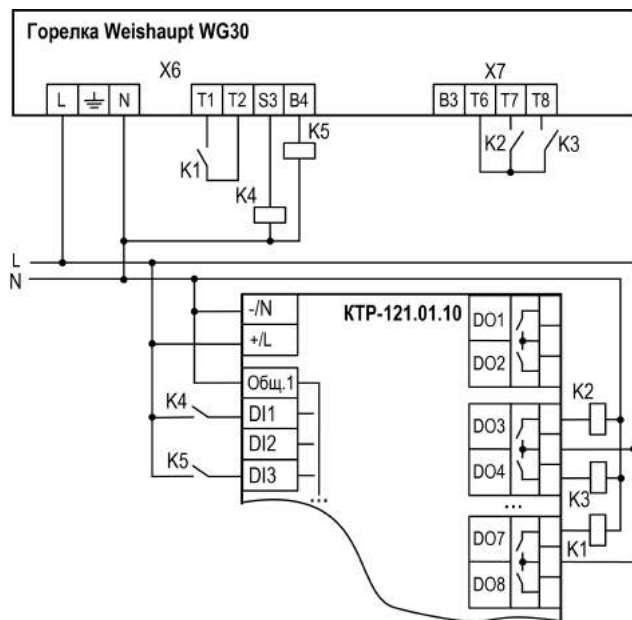 Горелка Weishaupt WG30
X6
X7
L
N
T1
T2
S3
B4
B3
T6
T7
T8
K1
K5
K4
K2
K3
L
N
-/N
+/L
КТР-121.01.10
DO1
DO2
Общ.1
K4
DI1
DI2
K5
DI3
...
K2
DO3
DO4
K3
...
DO7
K1
DO8